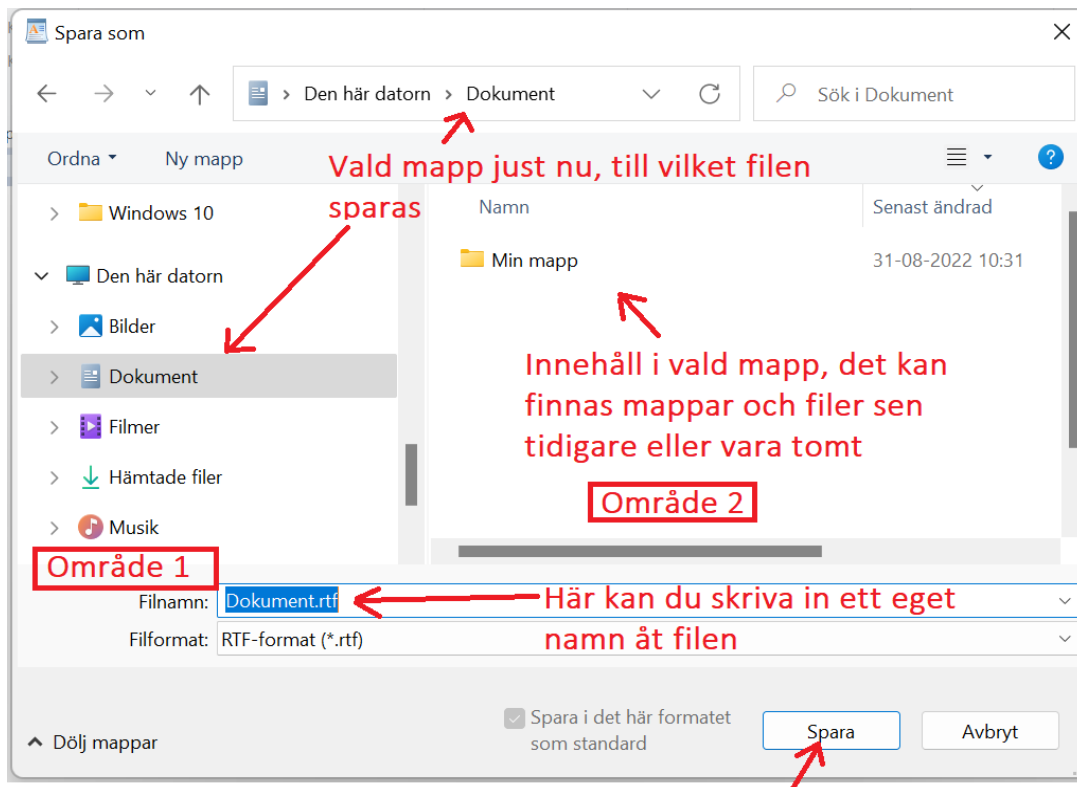 Spara som
Den här datorn > Dokument
Sök i Dokument
Ordna
Ny mapp
Vald mapp just nu, till vilket filen
sparas
Windows 10
Den här datorn
Bilder
Dokument
Filmer
Hämtade filer
Musik
Område 1
Namn
Senast ändrad
Min mapp
31-08-2022 10:31
Innehåll i vald mapp, det kan
finnas mappar och filer sen
tidigare eller vara tomt
Område 2
Filnamn: Dokument.rtf
Här kan du skriva in ett eget
namn åt filen
Filformat: RTF-format (*.rtf)
Spara i det här formatet
som standard
Spara
Avbryt
Dölj mappar